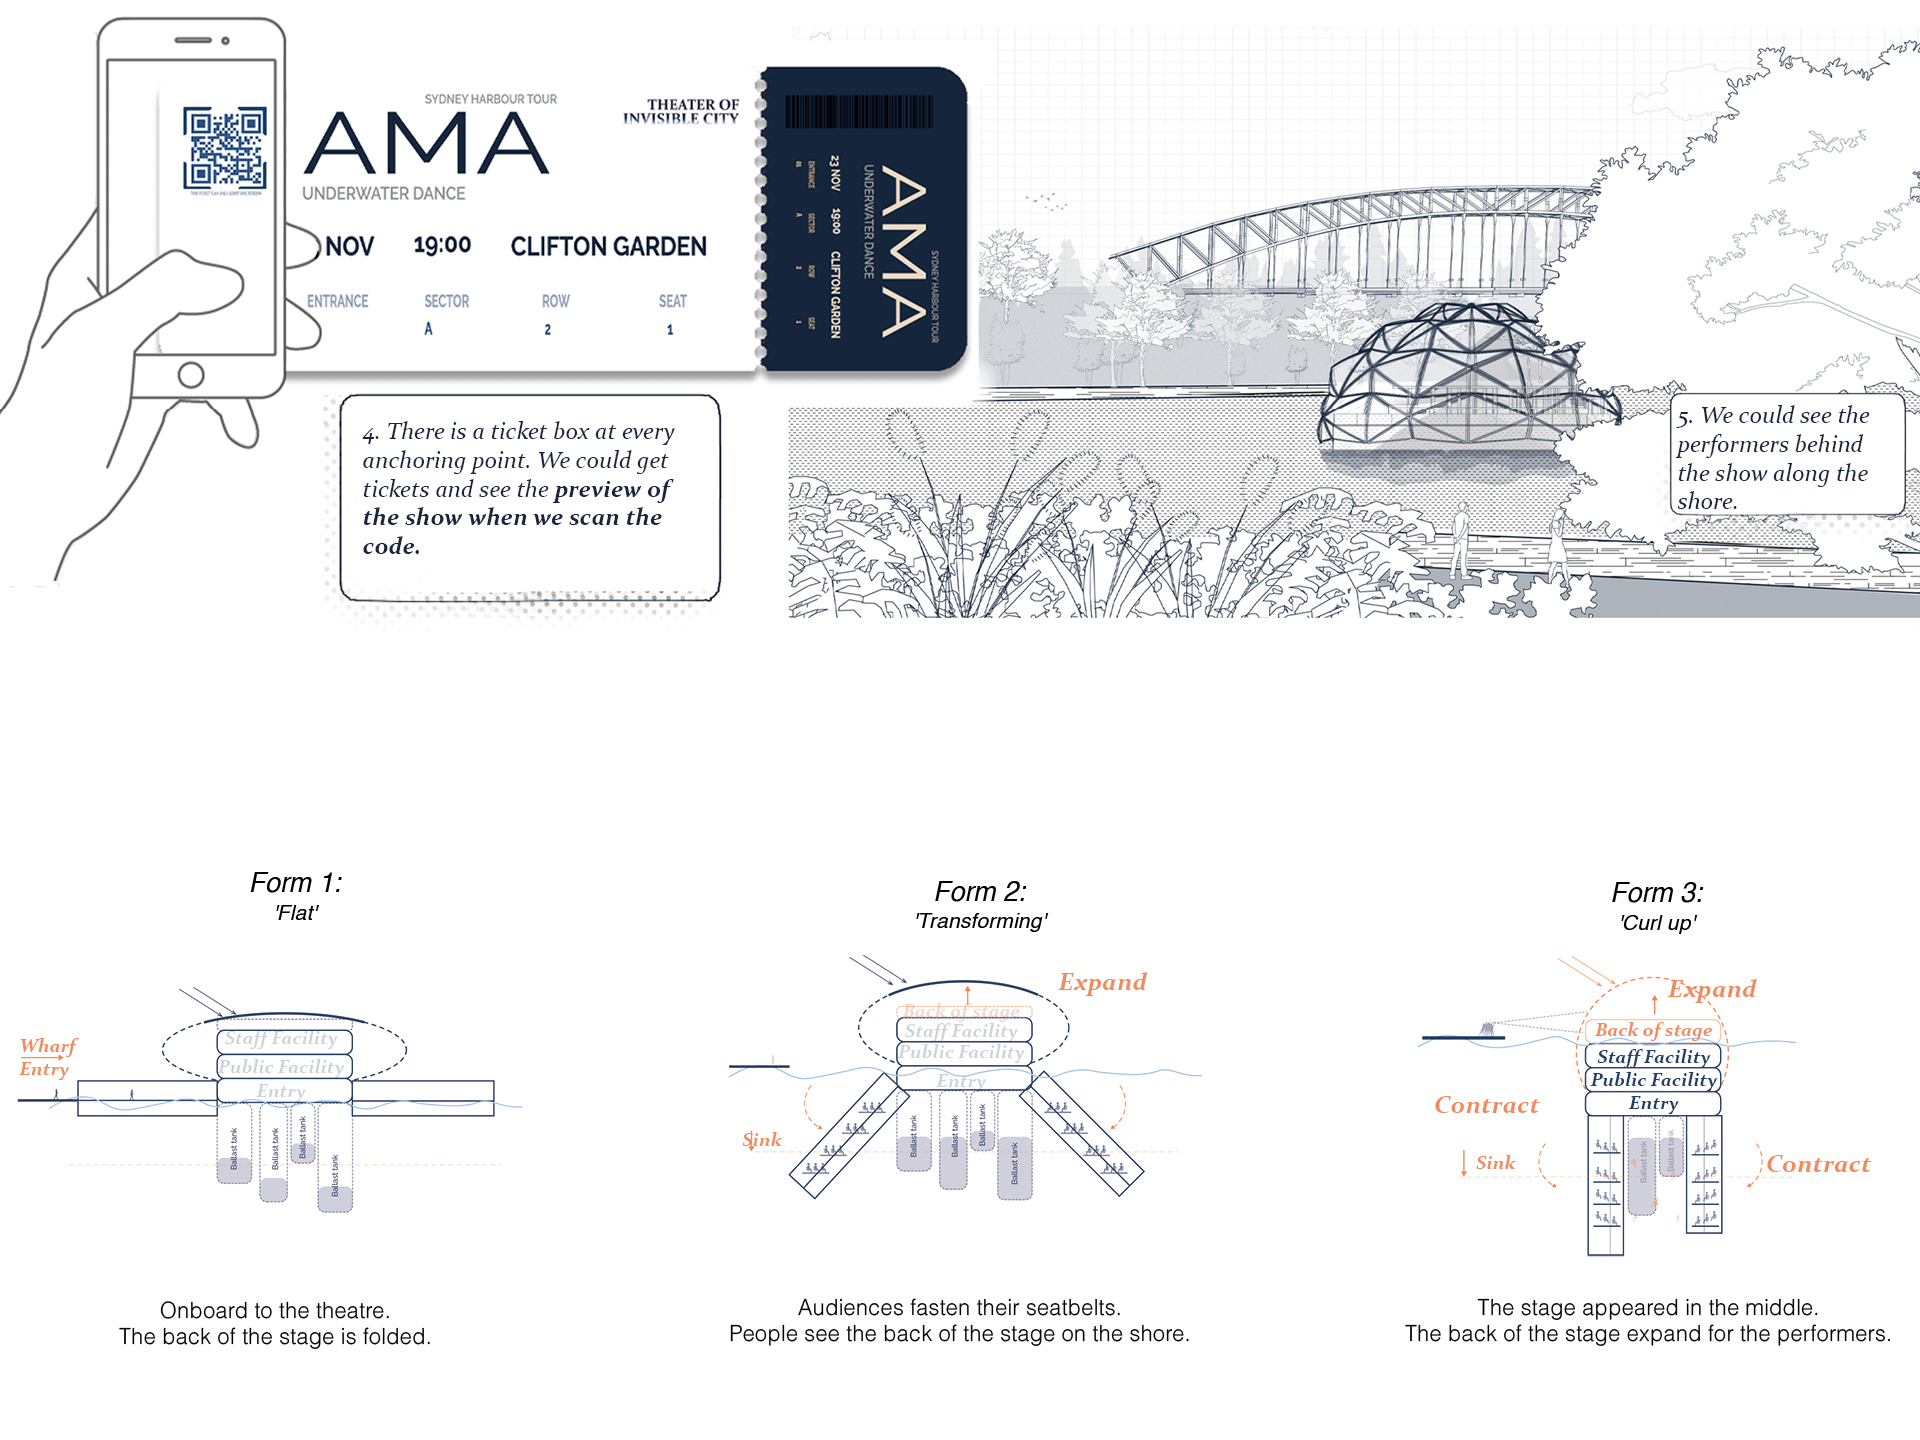 SYDNEY HARBOUR TOUR
AMA
UNDERWATER DANCE
THEATER OF
INVISIBLE CITY
NOV
19:00
CLIFTON GARDEN
ENTRANCE
SECTOR
ROW
SEAT
A
2
1
AMA
SYDNEY HARBOUR TOUR
UNDERWATER DANCE
23 NOV
19:00
CLIFTON GARDEN
ENTRANCE
SECTOR
ROW
SEAT
01
A
2
1
4. There is a ticket box at every
anchoring point. We could get
tickets and see the preview of
the show when we scan the
code.
5. We could see the
performers behind
the show along the
shore.
Form 1:
'Flat'
Wharf
Entry
Staff Facility
Public Facility
Entry
Ballast tank
Ballast tank
Ballast tank
Ballast tank
Onboard to the theatre.
The back of the stage is folded.
Form 2:
'Transforming'
Expand
Back of stage
Staff Facility
Public Facility
Entry
Sink
Ballast tank
Ballast tank
Ballast tank
Ballast tank
Audiences fasten their seatbelts.
People see the back of the stage on the shore.
Form 3:
'Curl up'
Expand
Back of stage
Staff Facility
Public Facility
Entry
Contract
Sink
Contract
Ballast tank
Ballast tank
The stage appeared in the middle.
The back of the stage expand for the performers.